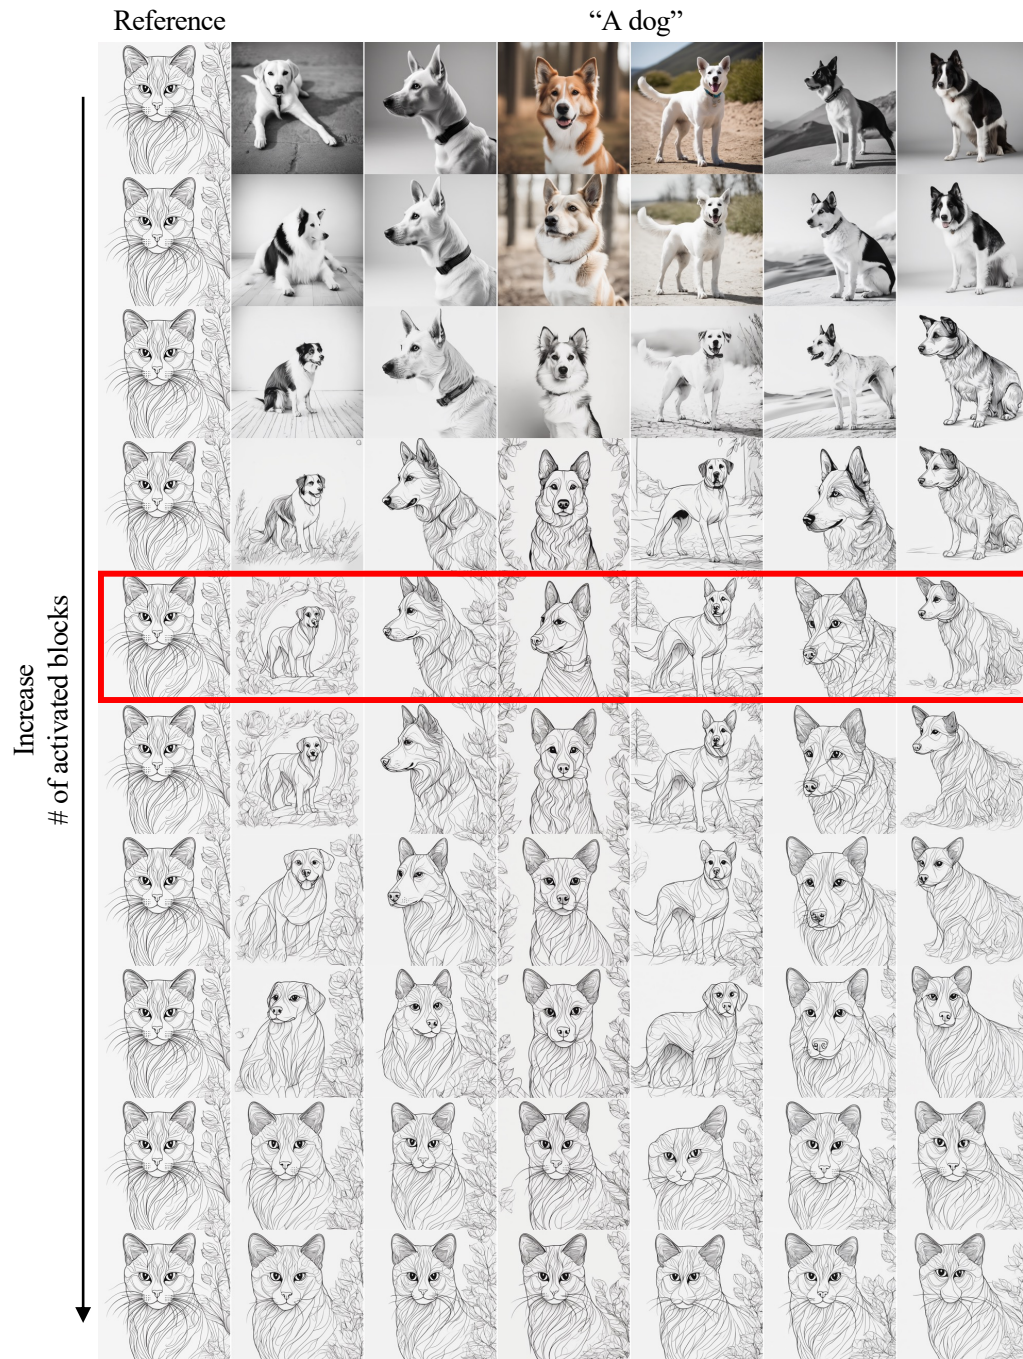 Reference
“A dog”
Increase
# of activated blocks